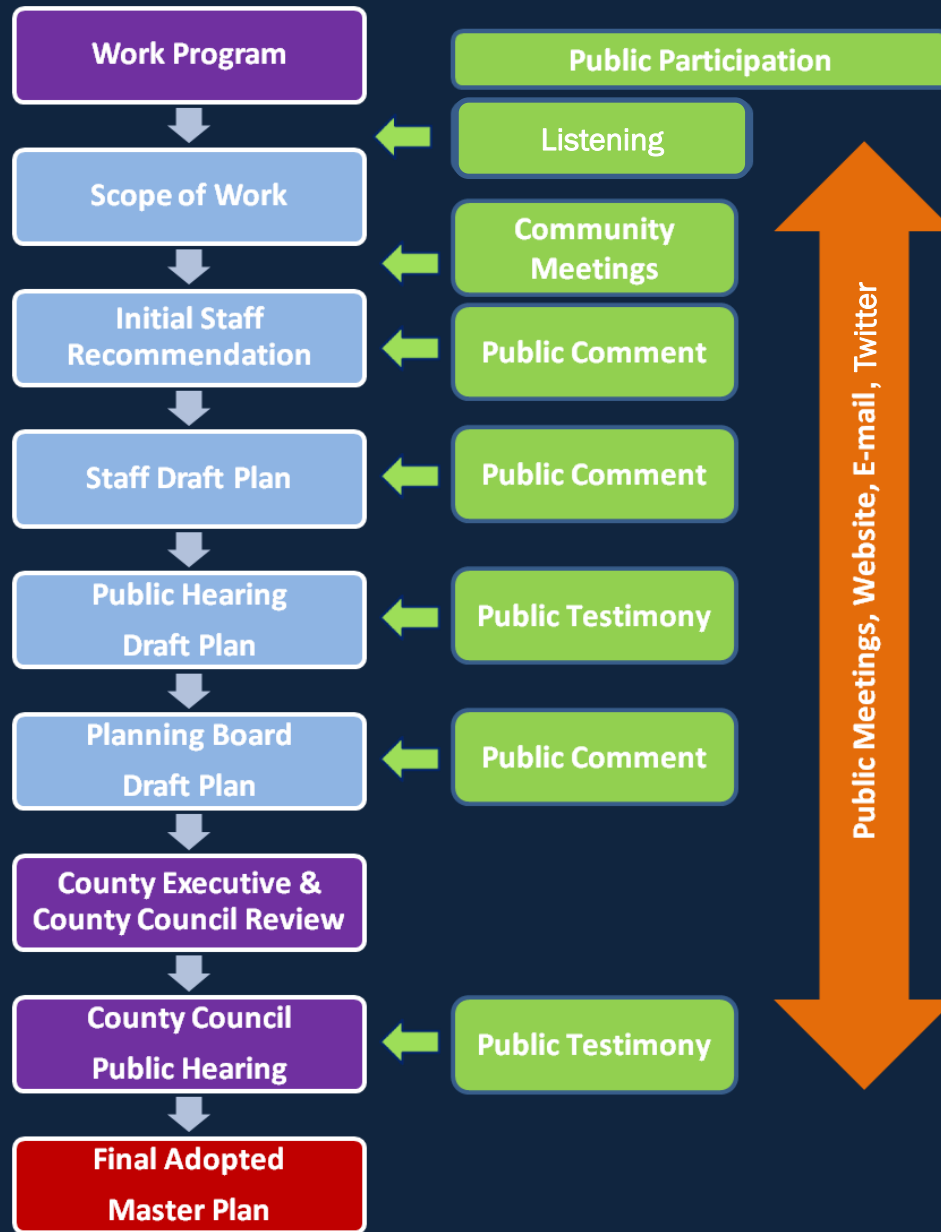 Work Program
Public Participation
Listening
Scope of Work
Community
Meetings
Initial Staff
Recommendation
Public Comment
Staff Draft Plan
Public Comment
Public Hearing
Draft Plan
Public Testimony
Planning Board
Draft Plan
Public Comment
County Executive &
County Council Review
County Council
Public Hearing
Public Testimony
Final Adopted
Master Plan
Public Meetings, Website, E-mail , Twitter